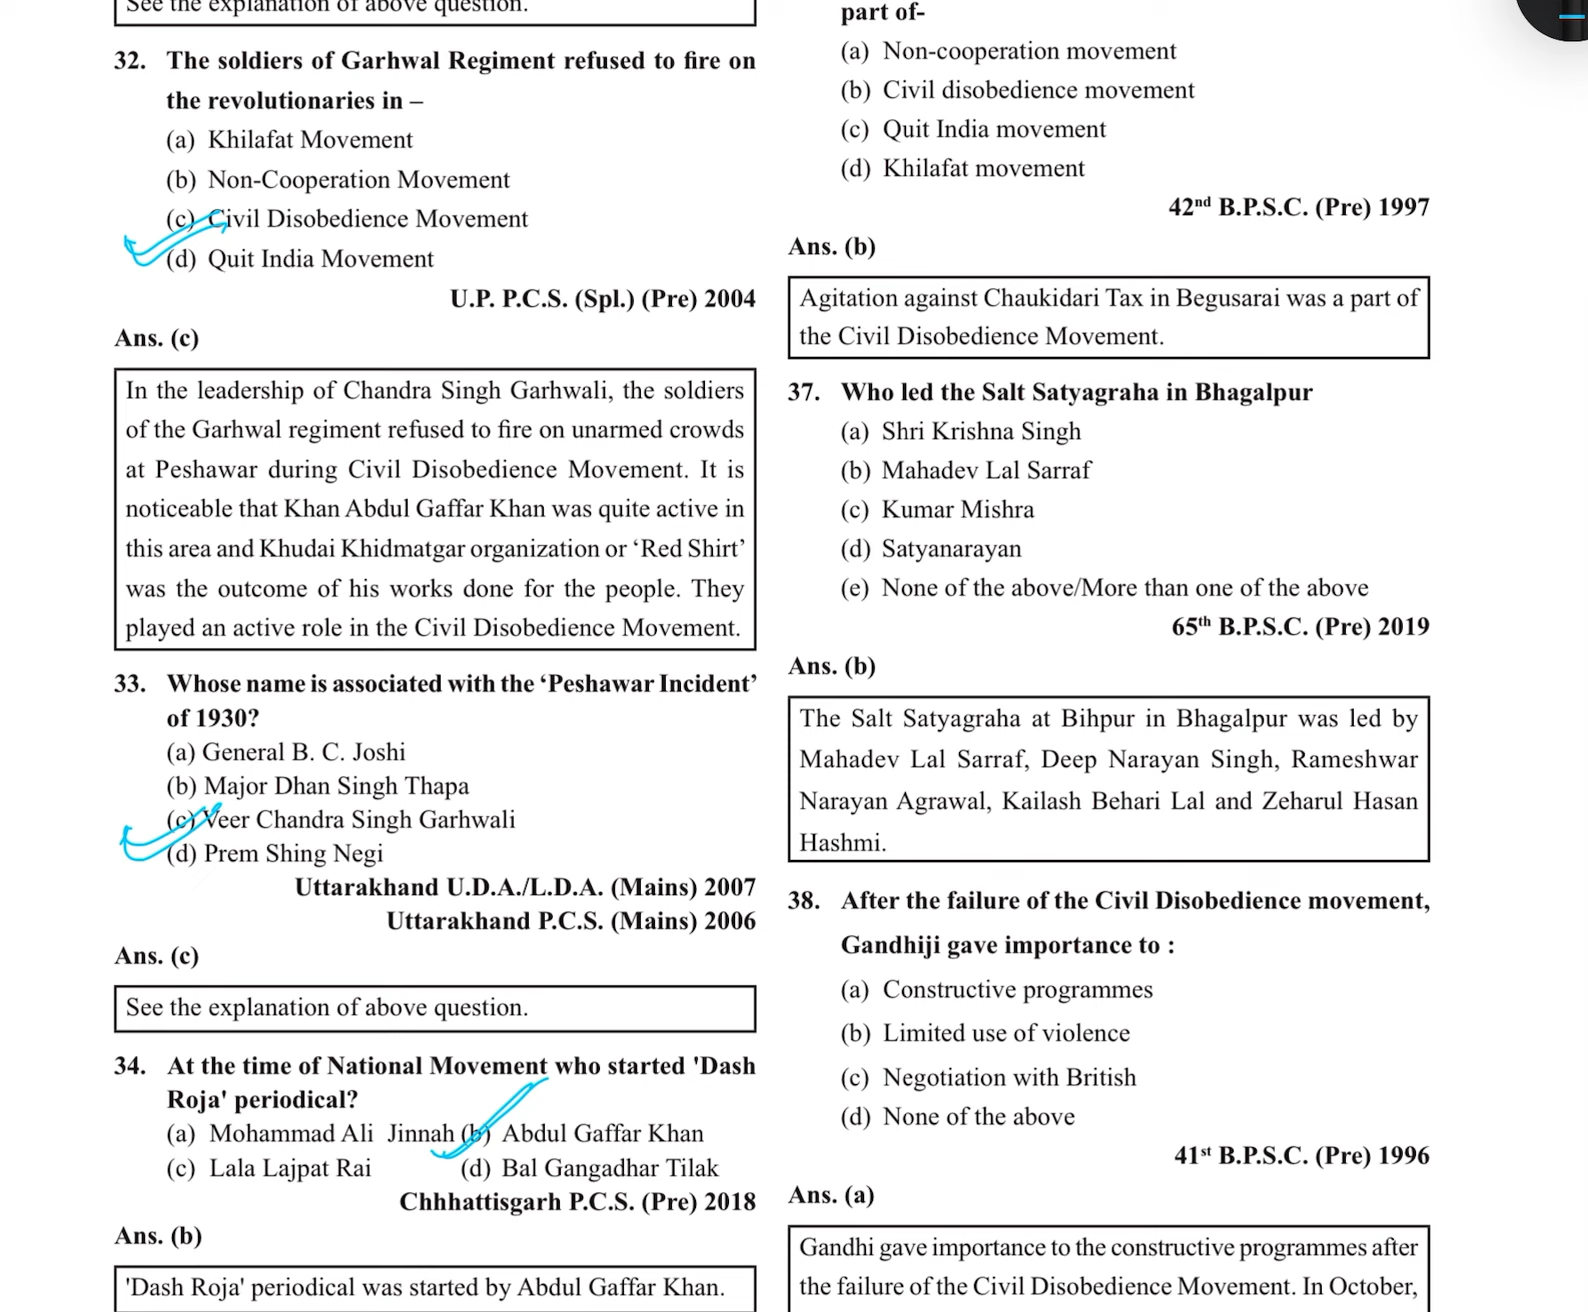 See the explanation of above question.
32. The soldiers of Garhwal Regiment refused to fire on
the revolutionaries in –
(a) Khilafat Movement
(b) Non-Cooperation Movement
(c) Civil Disobedience Movement
(d) Quit India Movement
U.P. P.C.S. (Spl.) (Pre) 2004
Ans. (c)
In the leadership of Chandra Singh Garhwali, the soldiers
of the Garhwal regiment refused to fire on unarmed crowds
at Peshawar during Civil Disobedience Movement. It is
noticeable that Khan Abdul Gaffar Khan was quite active in
this area and Khudai Khidmatgar organization or ‘Red Shirt’
was the outcome of his works done for the people. They
played an active role in the Civil Disobedience Movement.
33. Whose name is associated with the ‘Peshawar Incident’
of 1930?
(a) General B. C. Joshi
(b) Major Dhan Singh Thapa
(c) Veer Chandra Singh Garhwali
(d) Prem Shing Negi
Uttarakhand U.D.A./L.D.A. (Mains) 2007
Uttarakhand P.C.S. (Mains) 2006
Ans. (c)
See the explanation of above question.
34. At the time of National Movement who started 'Dash
Roja' periodical?
(a) Mohammad Ali Jinnah (b) Abdul Gaffar Khan
(c) Lala Lajpat Rai (d) Bal Gangadhar Tilak
Chhhattisgarh P.C.S. (Pre) 2018
Ans. (b)
'Dash Roja' periodical was started by Abdul Gaffar Khan.
part of-
(a) Non-cooperation movement
(b) Civil disobedience movement
(c) Quit India movement
(d) Khilafat movement
42nd B.P.S.C. (Pre) 1997
Ans. (b)
Agitation against Chaukidari Tax in Begusarai was a part of
the Civil Disobedience Movement.
37. Who led the Salt Satyagraha in Bhagalpur
(a) Shri Krishna Singh
(b) Mahadev Lal Sarraf
(c) Kumar Mishra
(d) Satyanarayan
(e) None of the above/More than one of the above
65th B.P.S.C. (Pre) 2019
Ans. (b)
The Salt Satyagraha at Bihpur in Bhagalpur was led by
Mahadev Lal Sarraf, Deep Narayan Singh, Rameshwar
Narayan Agrawal, Kailash Behari Lal and Zeharul Hasan
Hashmi.
38. After the failure of the Civil Disobedience movement,
Gandhiji gave importance to :
(a) Constructive programmes
(b) Limited use of violence
(c) Negotiation with British
(d) None of the above
41st B.P.S.C. (Pre) 1996
Ans. (a)
Gandhi gave importance to the constructive programmes after
the failure of the Civil Disobedience Movement. In October,